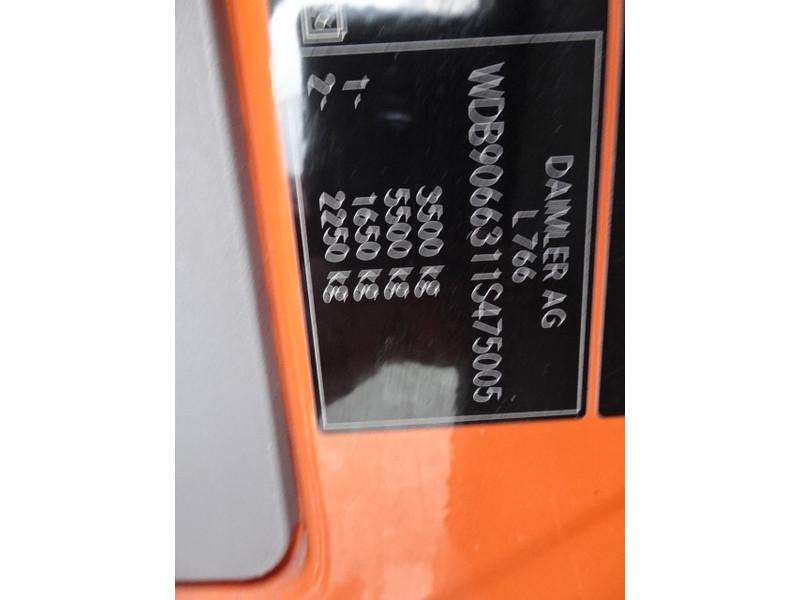 DAIMLER AG
L 766
WDB9066311S475005
3500 kg
5500 kg
1- 1650 kg
2- 2250 kg